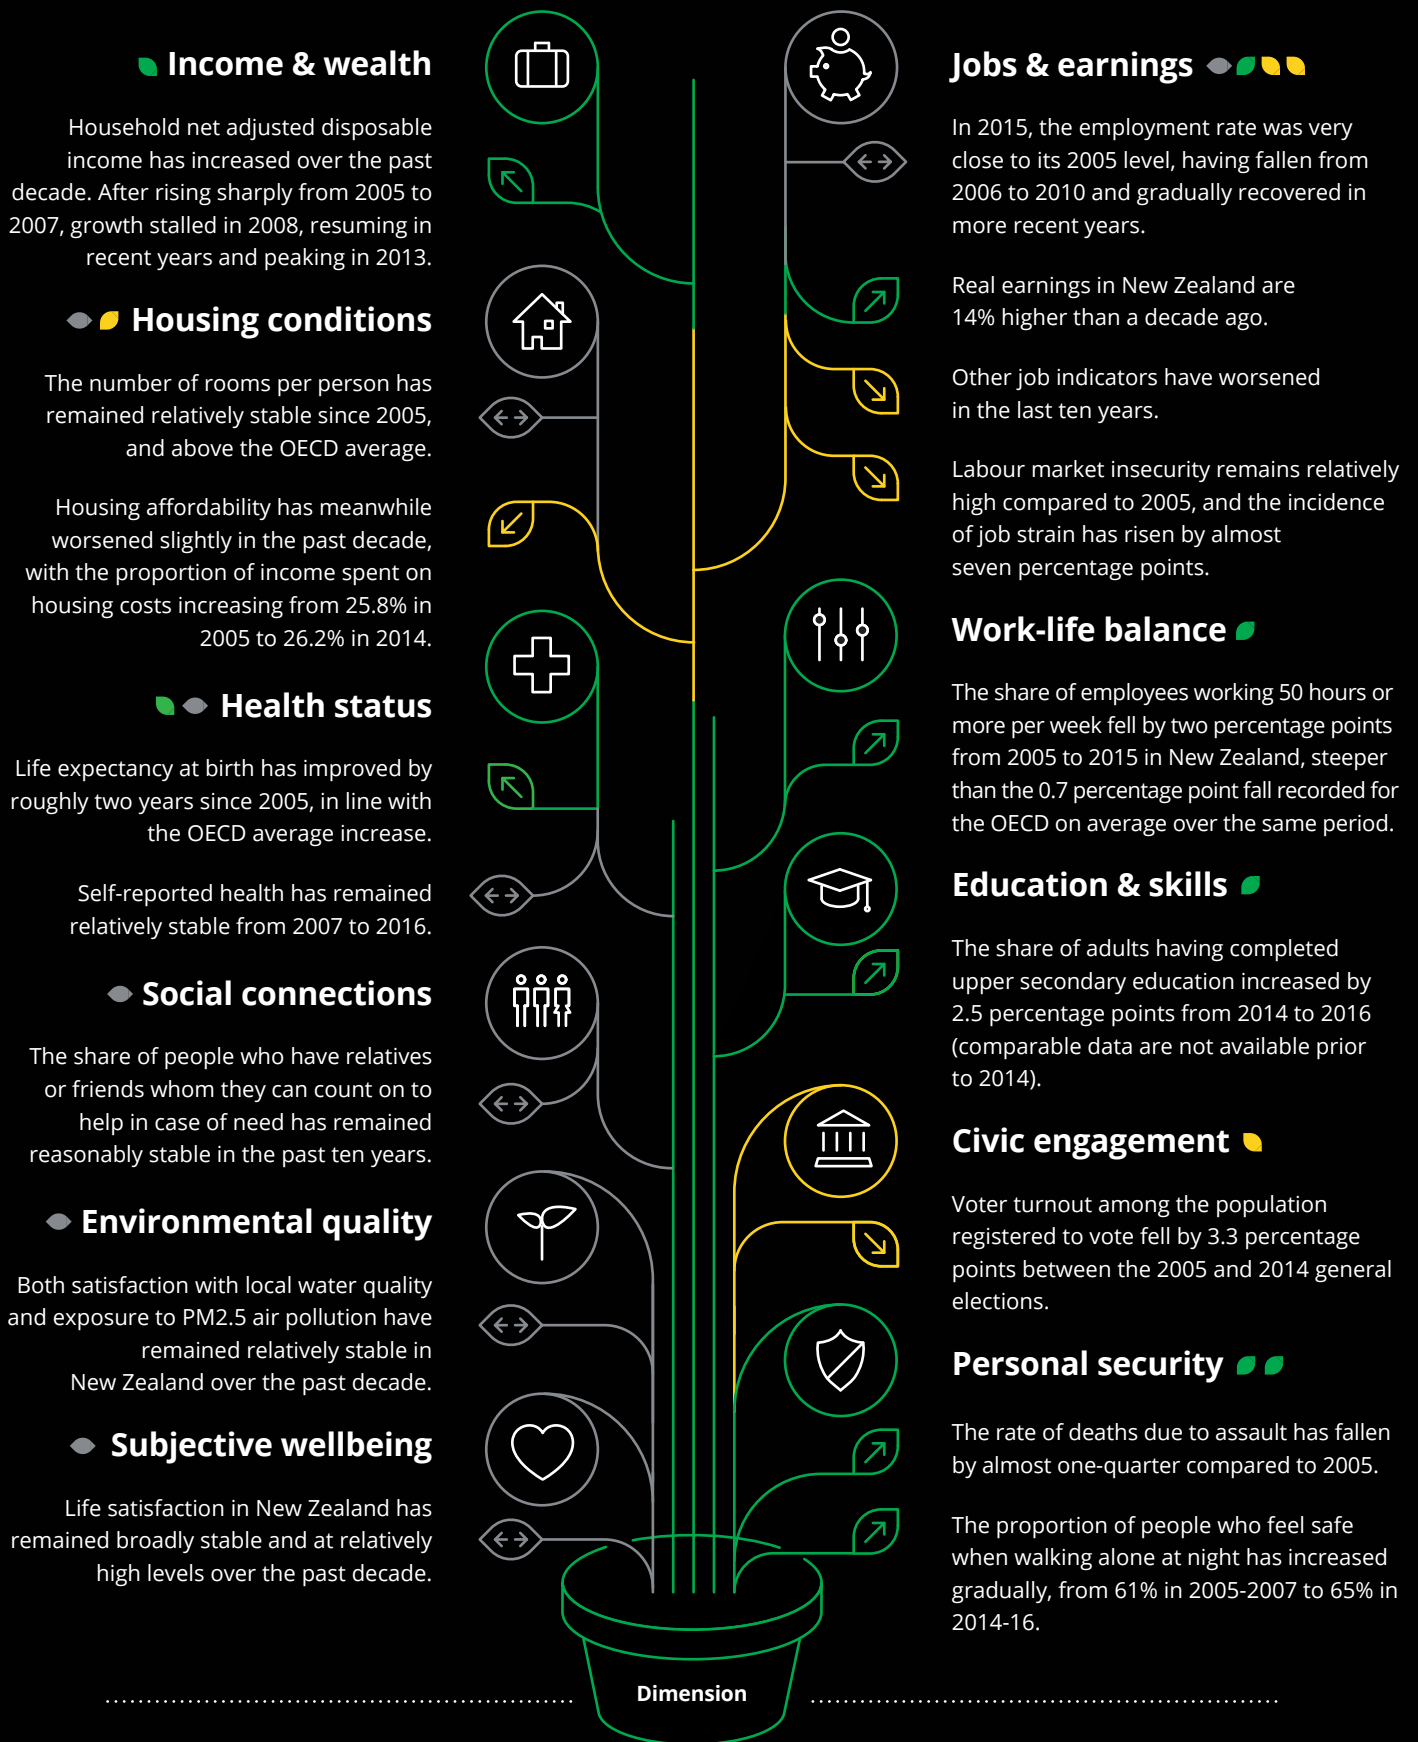 Income & wealth
Household net adjusted disposable
income has increased over the past
decade. After rising sharply from 2005 to
2007, growth stalled in 2008, resuming in
recent years and peaking in 2013.
Housing conditions
The number of rooms per person has
remained relatively stable since 2005,
and above the OECD average.
Housing affordability has meanwhile
worsened slightly in the past decade,
with the proportion of income spent on
housing costs increasing from 25.8% in
2005 to 26.2% in 2014.
Health status
Life expectancy at birth has improved by
roughly two years since 2005, in line with
the OECD average increase.
Self-reported health has remained
relatively stable from 2007 to 2016.
Social connections
The share of people who have relatives
or friends whom they can count on to
help in case of need has remained
reasonably stable in the past ten years.
Environmental quality
Both satisfaction with local water quality
and exposure to PM2.5 air pollution have
remained relatively stable in
New Zealand over the past decade.
Subjective wellbeing
Life satisfaction in New Zealand has
remained broadly stable and at relatively
high levels over the past decade.
Jobs & earnings
In 2015, the employment rate was very
close to its 2005 level, having fallen from
2006 to 2010 and gradually recovered in
more recent years.
Real earnings in New Zealand are
14% higher than a decade ago.
Other job indicators have worsened
in the last ten years.
Labour market insecurity remains relatively
high compared to 2005, and the incidence
of job strain has risen by almost
seven percentage points.
Work-life balance
The share of employees working 50 hours or
more per week fell by two percentage points
from 2005 to 2015 in New Zealand, steeper
than the 0.7 percentage point fall recorded for
the OECD on average over the same period.
Education & skills
The share of adults having completed
upper secondary education increased by
2.5 percentage points from 2014 to 2016
(comparable data are not available prior
to 2014).
Civic engagement
Voter turnout among the population
registered to vote fell by 3.3 percentage
points between the 2005 and 2014 general
elections.
Personal security
The rate of deaths due to assault has fallen
by almost one-quarter compared to 2005.
The proportion of people who feel safe
when walking alone at night has increased
gradually, from 61% in 2005-2007 to 65% in
2014-16.
Dimension